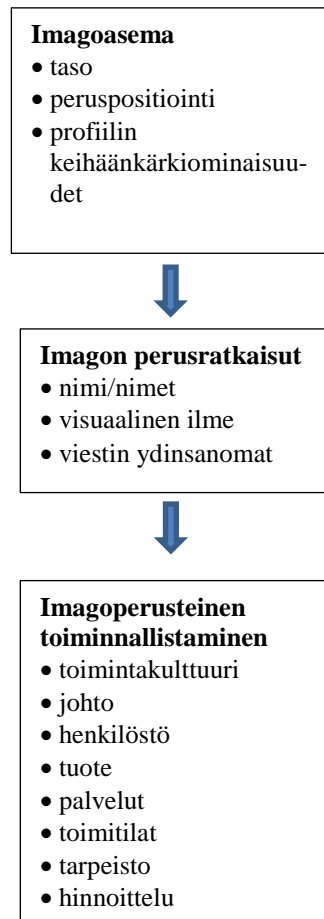 Imagoasema
• taso
• peruspositiointi
• profiilin
keihäänkärkiominaisuu-
det
Imagon perusratkaisut
• nimi/nimet
• visuaalinen ilme
• viestin ydinsanomat
Imagoperusteinen
toiminnallistaminen
• toimintakulttuuri
• johto
• henkilöstö
• tuote
• palvelut
• toimitilat
• tarpeisto
• hinnoittelu